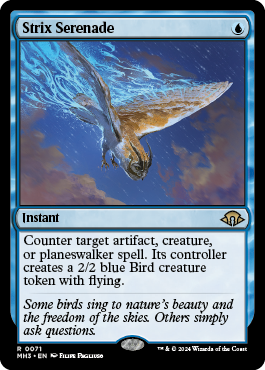 Strix Serenade
Instant
Counter target artifact, creature,
or planeswalker spell. Its controller
creates a 2/2 blue Bird creature
token with flying.
Some birds sing to nature's beauty and
the freedom of the skies. Others simply
ask questions.
R 0071
MH3 • EN Filipe Pagliuso
™ & © 2024 Wizards of the Coast